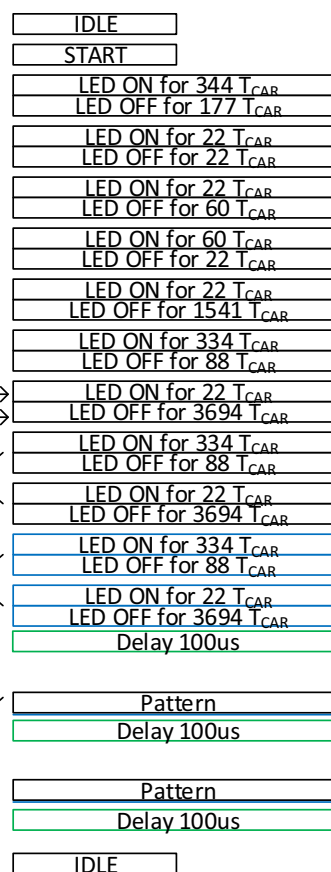 IDLE
START
LED ON for 344 TCAR
LED OFF for 177 TCAR
LED ON for 22 TCAR
LED OFF for 22 TCAR
LED ON for 22 TCAR
LED OFF for 60 TCAR
LED ON for 60 TCAR
LED OFF for 22 TCAR
LED ON for 22 TCAR
LED OFF for 1541 TCAR
LED ON for 334 TCAR
LED OFF for 88 TCAR
LED ON for 22 TCAR
LED OFF for 3694 TCAR
LED ON for 334 TCAR
LED OFF for 88 TCAR
LED ON for 22 TCAR
LED OFF for 3694 TCAR
LED ON for 334 TCAR
LED OFF for 88 TCAR
LED ON for 22 TCAR
LED OFF for 3694 TCAR
Delay 100us
Pattern
Delay 100us
Pattern
Delay 100us
IDLE